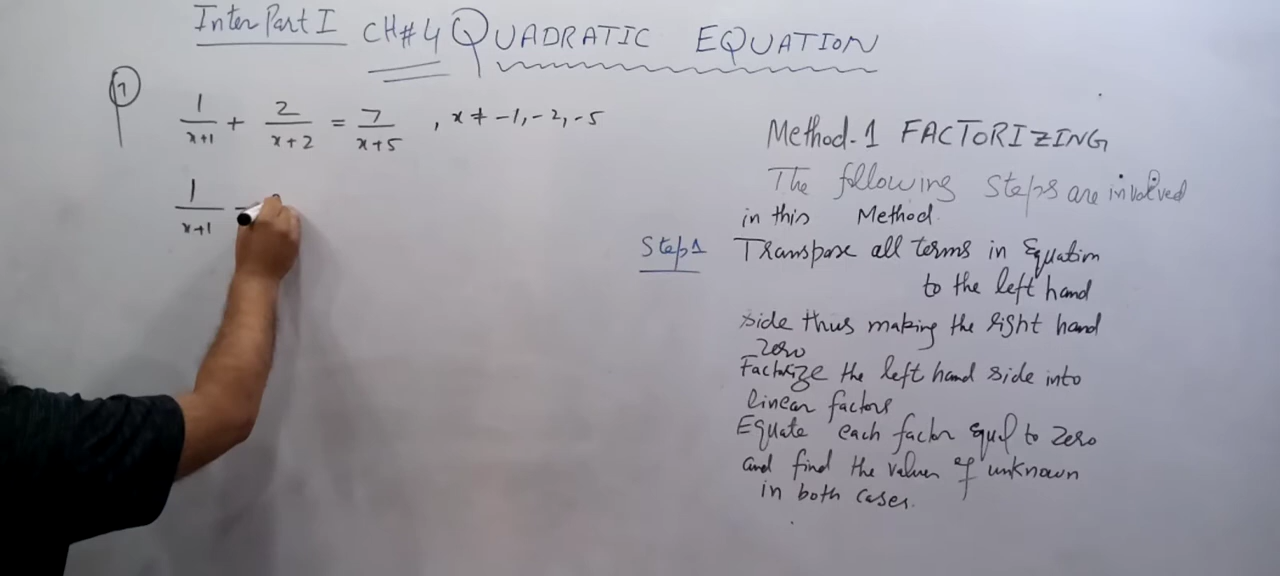 Inter Part I CH#4 QUADRATIC EQUATION
7
1/x+1 + 2/x+2 = 7/x+5 , x ≠ -1, -2, -5
1/x+1
Method-1 FACTORIZING
The following Steps are involved
in this Method.
Step1 Transpose all terms in Equation
to the left hand
side thus making the right hand
Zero
Factorize the left hand side into
linear factors
Equate each factor equal to zero
and find the values of unknown
in both cases.